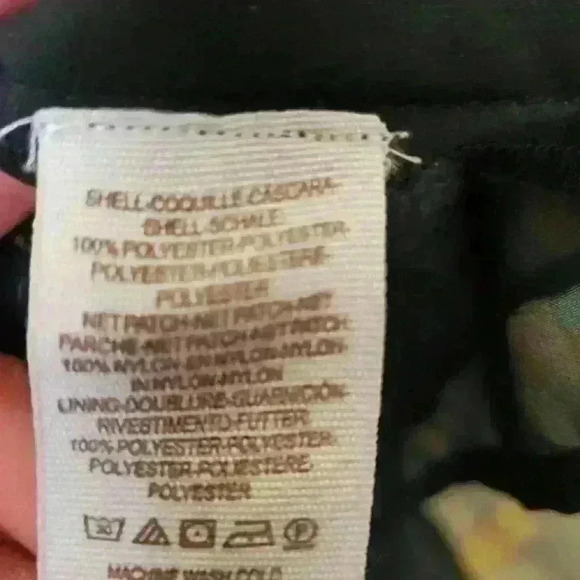 SHELL-COQUILLE-CASCARA-
SHELL-SCHALE
100% POLYESTER-POLYESTER-
POLYESTER-POLIESTERE-
POLYESTER
NET PATCH-NET PATCH-NET
PARCHE-NET PATCH-NET PATCH:
100% NYLON-EN NYLON-NYLON-
IN NYLON-NYLON
LINING-DOUBLURE-GUARNICIÓN-
RIVESTIMENTO-FUTTER
100% POLYESTER-POLYESTER-
POLYESTER-POLIESTERE
POLYESTER
MACHINE WASH COLD